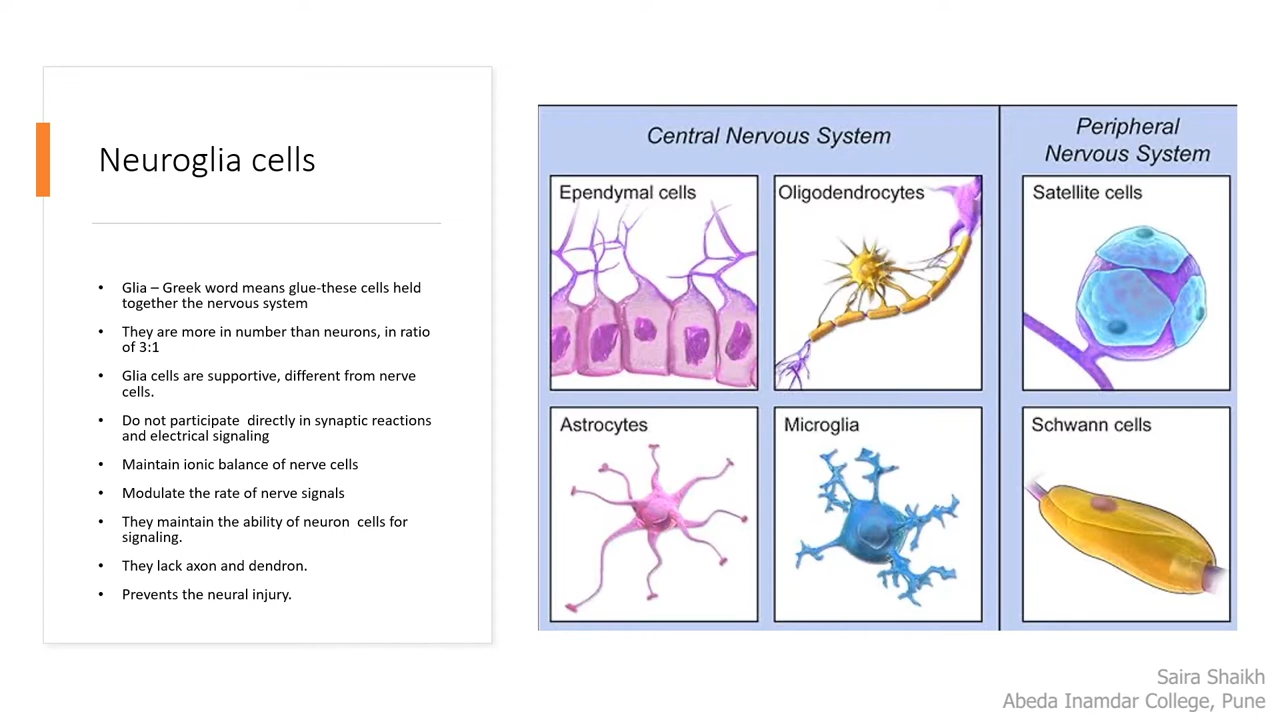 Neuroglia cells
• Glia – Greek word means glue-these cells held
together the nervous system
• They are more in number than neurons, in ratio
of 3:1
• Glia cells are supportive, different from nerve
cells.
• Do not participate  directly in synaptic reactions
and electrical signaling
• Maintain ionic balance of nerve cells
• Modulate the rate of nerve signals
• They maintain the ability of neuron  cells for
signaling.
• They lack axon and dendron.
• Prevents the neural injury.
Central Nervous System
Ependymal cells
Oligodendrocytes
Astrocytes
Microglia
Peripheral
Nervous System
Satellite cells
Schwann cells
Saira Shaikh
Abeda Inamdar College, Pune